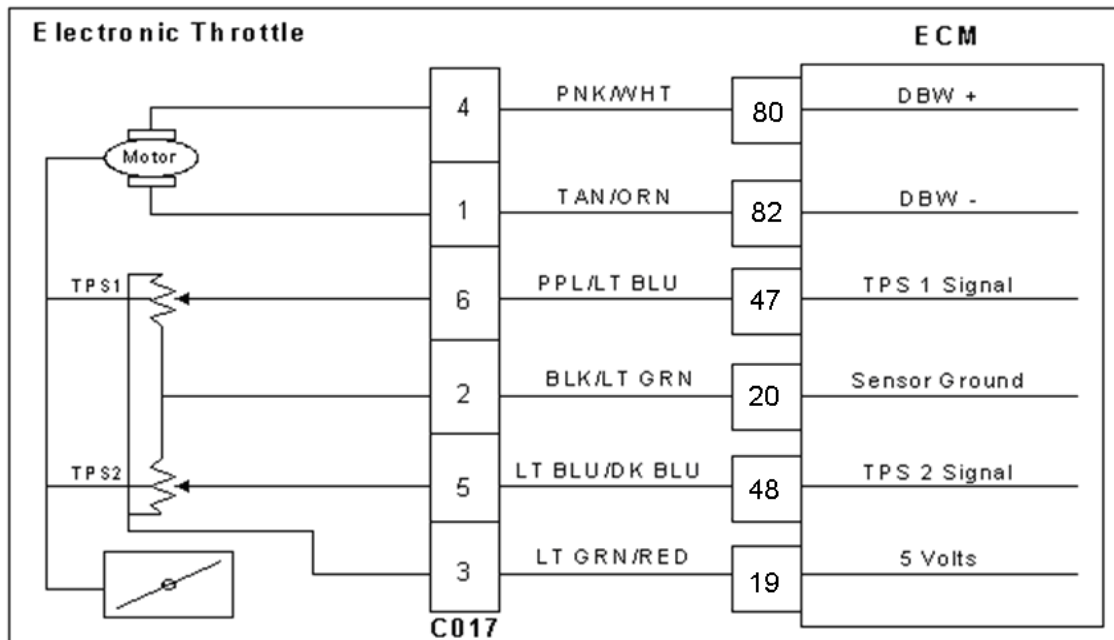 Electronic Throttle
ECM
4 PNK/WHT 80 DBW +
Motor
1 TAN/ORN 82 DBW -
TPS1 6 PPL/LT BLU 47 TPS 1 Signal
2 BLK/LT GRN 20 Sensor Ground
TPS2 5 LT BLU/DK BLU 48 TPS 2 Signal
3 LT GRN/RED 19 5 Volts
C017